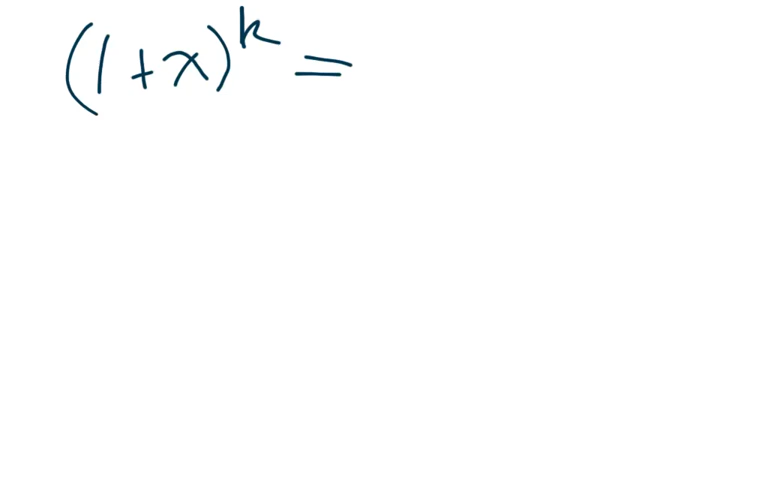 (1+x)^k =